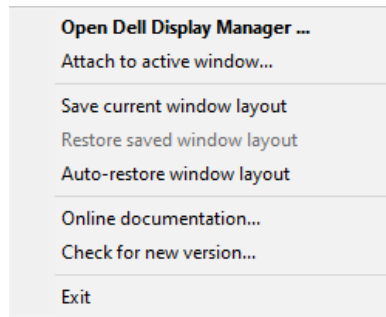 Open Dell Display Manager ...
Attach to active window...
Save current window layout
Restore saved window layout
Auto-restore window layout
Online documentation...
Check for new version...
Exit